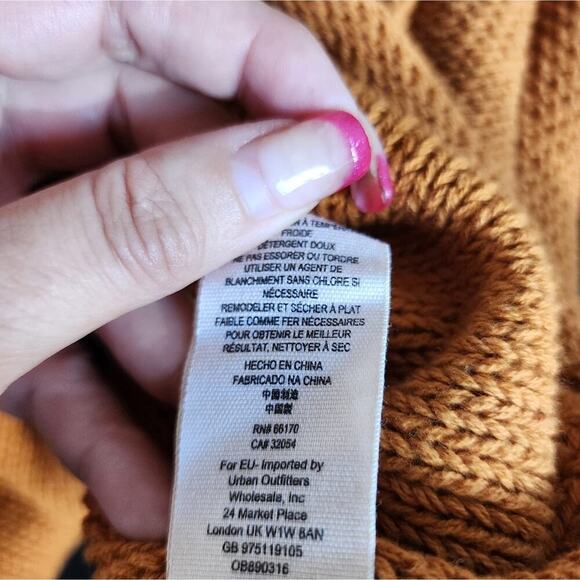 À TEMPÉRA
FROIDE
DÉTERGENT DOUX
NE PAS ESSORER OU TORDRE
UTILISER UN AGENT DE
BLANCHIMENT SANS CHLORE SI
NÉCESSAIRE
REMODELER ET SÉCHER À PLAT
FAIBLE COMME FER NÉCESSAIRES
POUR OBTENIR LE MEILLEUR
RÉSULTAT, NETTOYER À SEC
HECHO EN CHINA
FABRICADO NA CHINA
中国制造
中國製
RN# 66170
CA# 32054
For EU- Imported by
Urban Outfitters
Wholesale, Inc
24 Market Place
London UK W1W 8AN
GB 975119105
OB890316